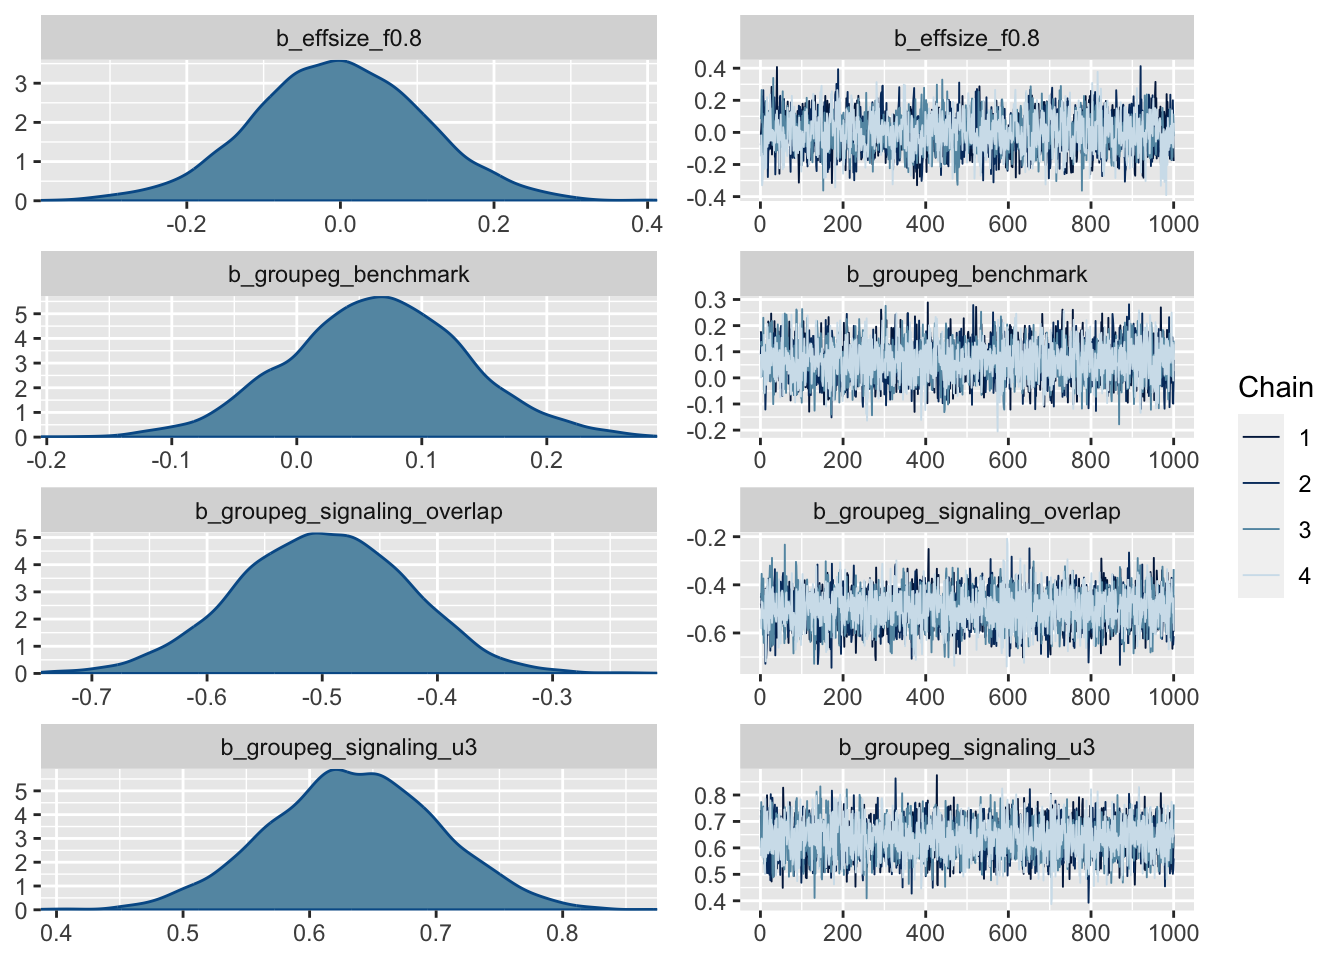 b_effsize_f0.8
3
2
1
0
-0.2 0.0 0.2 0.4
b_effsize_f0.8
0.4
0.2
0.0
-0.2
-0.4
0 200 400 600 800 1000
b_groupeg_benchmark
5
4
3
2
1
0
-0.2 -0.1 0.0 0.1 0.2
b_groupeg_benchmark
0.3
0.2
0.1
0.0
-0.1
-0.2
0 200 400 600 800 1000
b_groupeg_signaling_overlap
5
4
3
2
1
0
-0.7 -0.6 -0.5 -0.4 -0.3
b_groupeg_signaling_overlap
-0.2
-0.4
-0.6
0 200 400 600 800 1000
b_groupeg_signaling_u3
5
4
3
2
1
0
0.4 0.5 0.6 0.7 0.8
b_groupeg_signaling_u3
0.8
0.7
0.6
0.5
0.4
0 200 400 600 800 1000
Chain
1
2
3
4